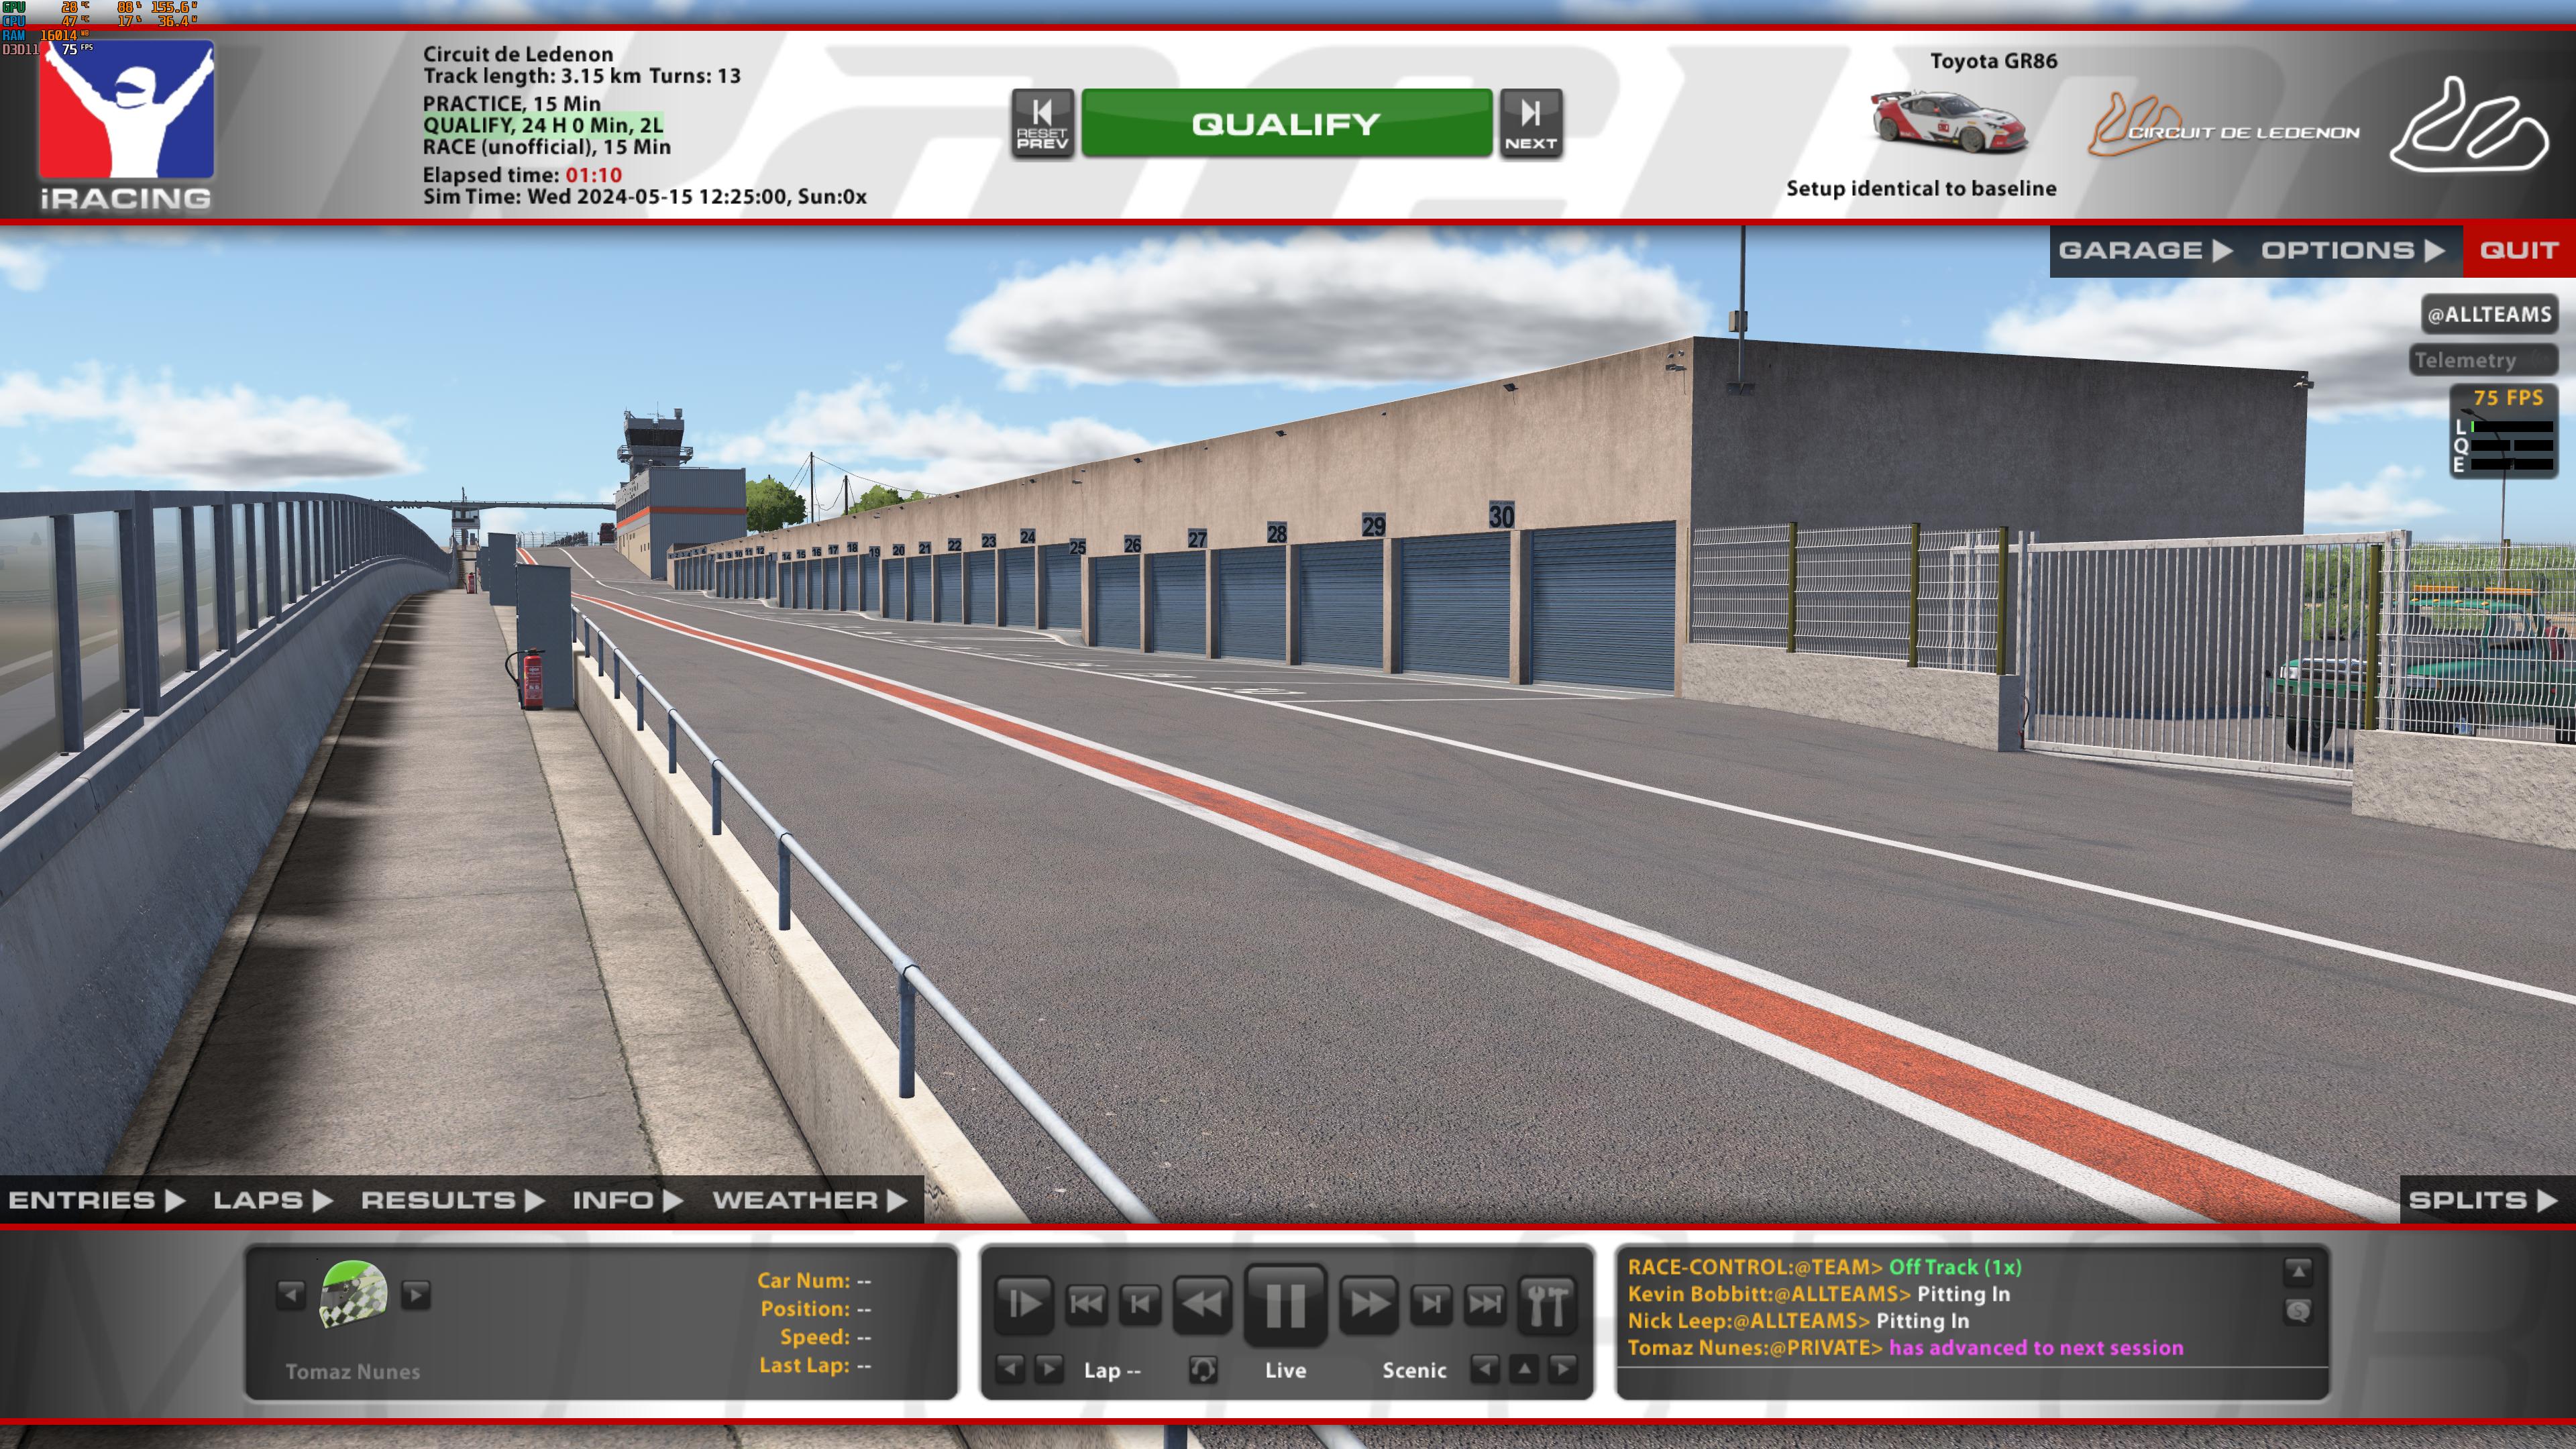 GPU 28 °C 88 % 155.6 W
CPU 47 °C 17 % 36.4 W
RAM 16014 MB
D3D11 75 FPS
iRACING
Circuit de Ledenon
Track length: 3.15 km Turns: 13
PRACTICE, 15 Min
QUALIFY, 24 H 0 Min, 2L
RACE (unofficial), 15 Min
Elapsed time: 01:10
Sim Time: Wed 2024-05-15 12:25:00, Sun:0x
RESET
PREV
QUALIFY
NEXT
Toyota GR86
CIRCUIT DE LEDENON
Setup identical to baseline
GARAGE
OPTIONS
QUIT
@ALLTEAMS
Telemetry
75 FPS
L
Q
E
14 15 16 17 18 19 20 21 22 23 24 25 26 27 28 29 30
ENTRIES
LAPS
RESULTS
INFO
WEATHER
SPLITS
Tomaz Nunes
Car Num: --
Position: --
Speed: --
Last Lap: --
Lap --
Live
Scenic
RACE-CONTROL:@TEAM> Off Track (1x)
Kevin Bobbitt:@ALLTEAMS> Pitting In
Nick Leep:@ALLTEAMS> Pitting In
Tomaz Nunes:@PRIVATE> has advanced to next session